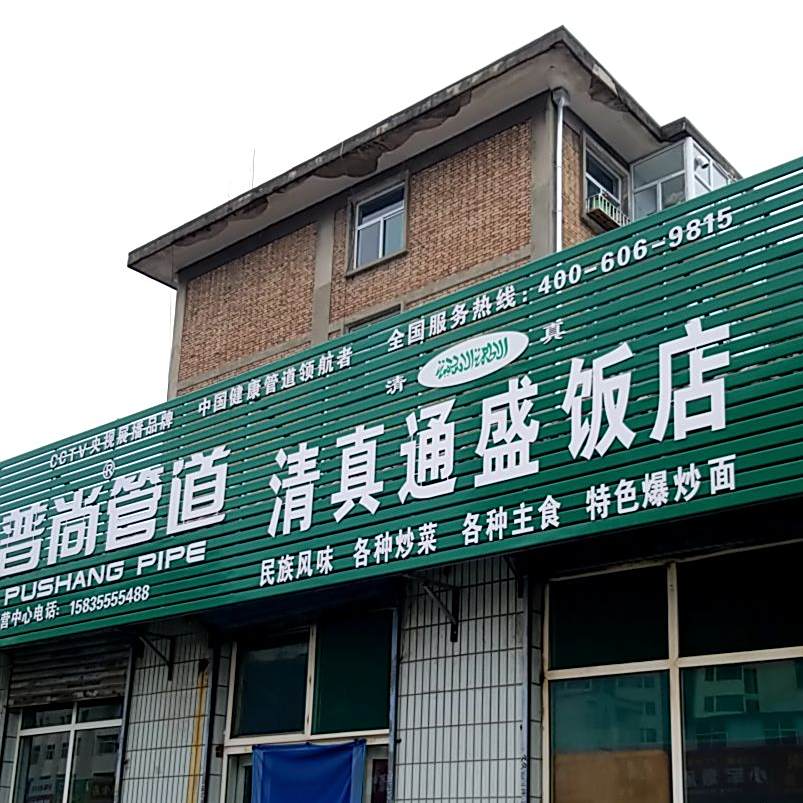 CCTV央视展播品牌 中国健康管道领航者 全国服务热线:400-606-9815
普尚管道®
PUSHANG PIPE
营中心电话: 15835555488
清 真
清真通盛饭店
民族风味 各种炒菜 各种主食 特色爆炒面